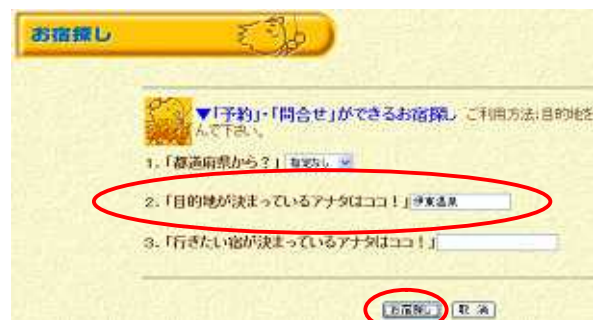 お宿探し
▼「予約」・「問合せ」ができるお宿探し ご利用方法:目的地を
んで下さい。
1.「都道府県から？」 指定なし
2.「目的地が決まっているアナタはココ！」 伊東温泉
3.「行きたい宿が決まっているアナタはココ！」
お宿探し 取消